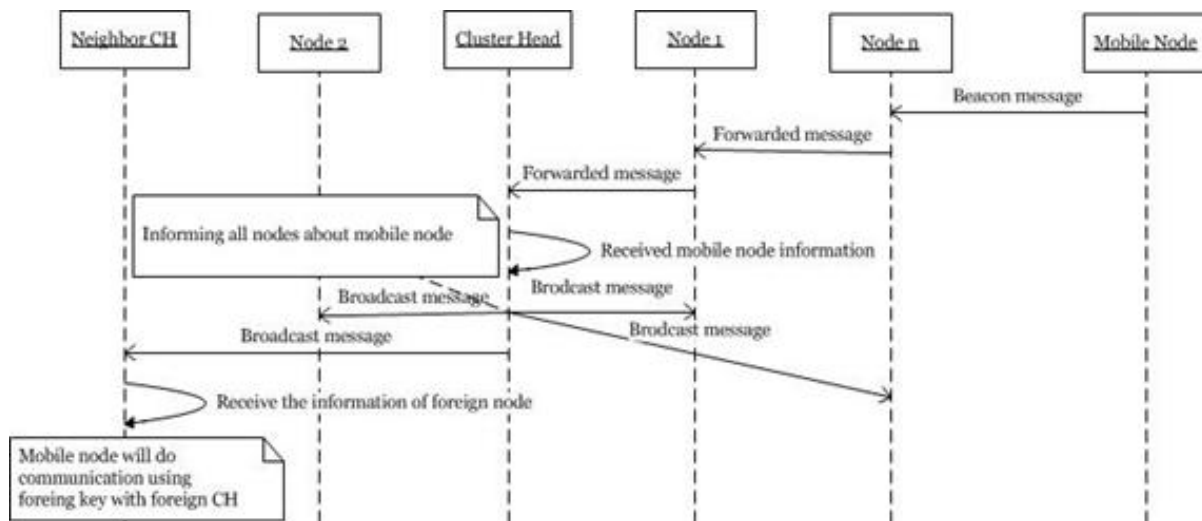 Neighbor CH
Node 2
Cluster Head
Node 1
Node n
Mobile Node
Beacon message
Forwarded message
Forwarded message
Informing all nodes about mobile node
Received mobile node information
Broadcast message
Brodcast message
Brodcast message
Broadcast message
Receive the information of foreign node
Mobile node will do
communication using
foreing key with foreign CH